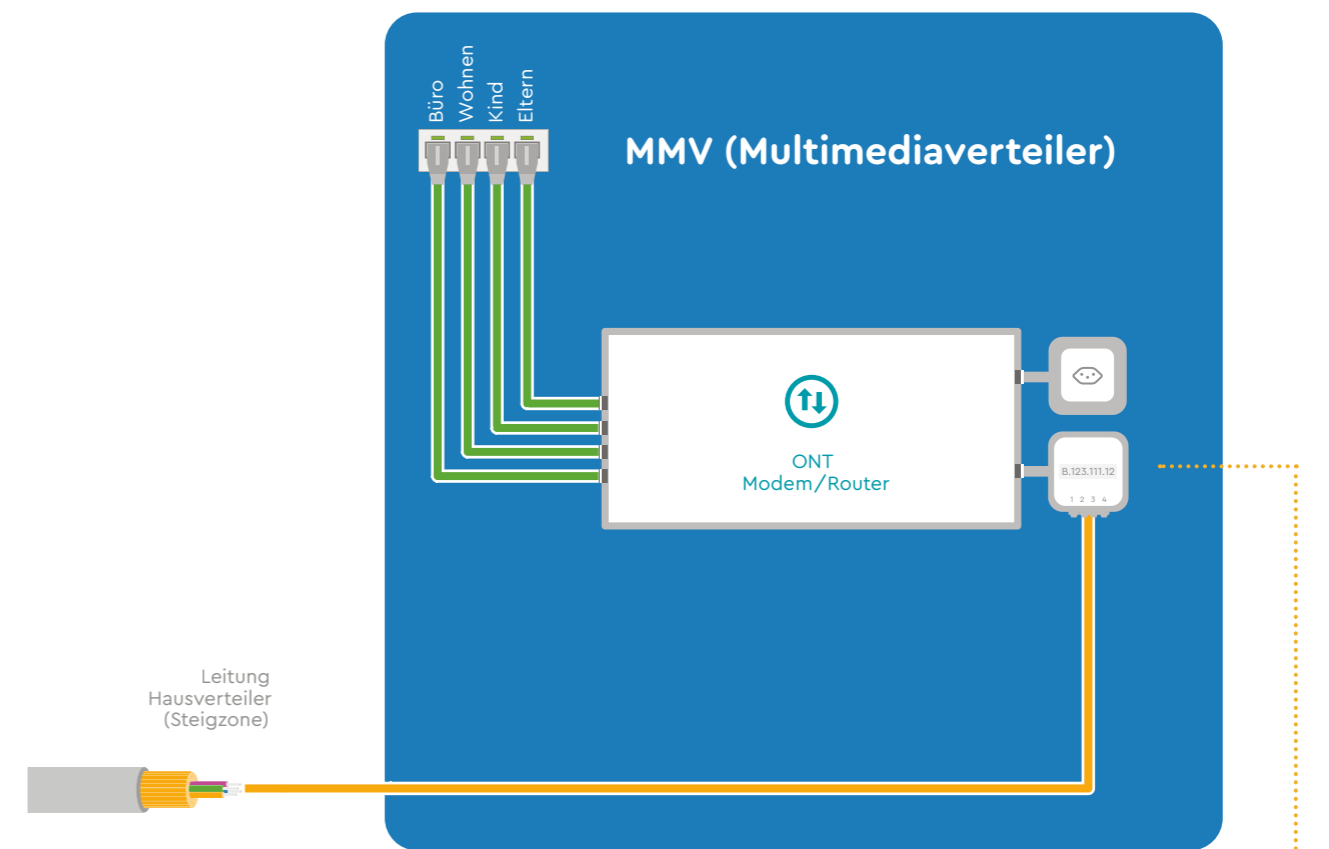 Büro
Wohnen
Kind
Eltern
MMV (Multimediaverteiler)
ONT
Modem/Router
B.123.111.12
1 2 3 4
Leitung
Hausverteiler
(Steigzone)